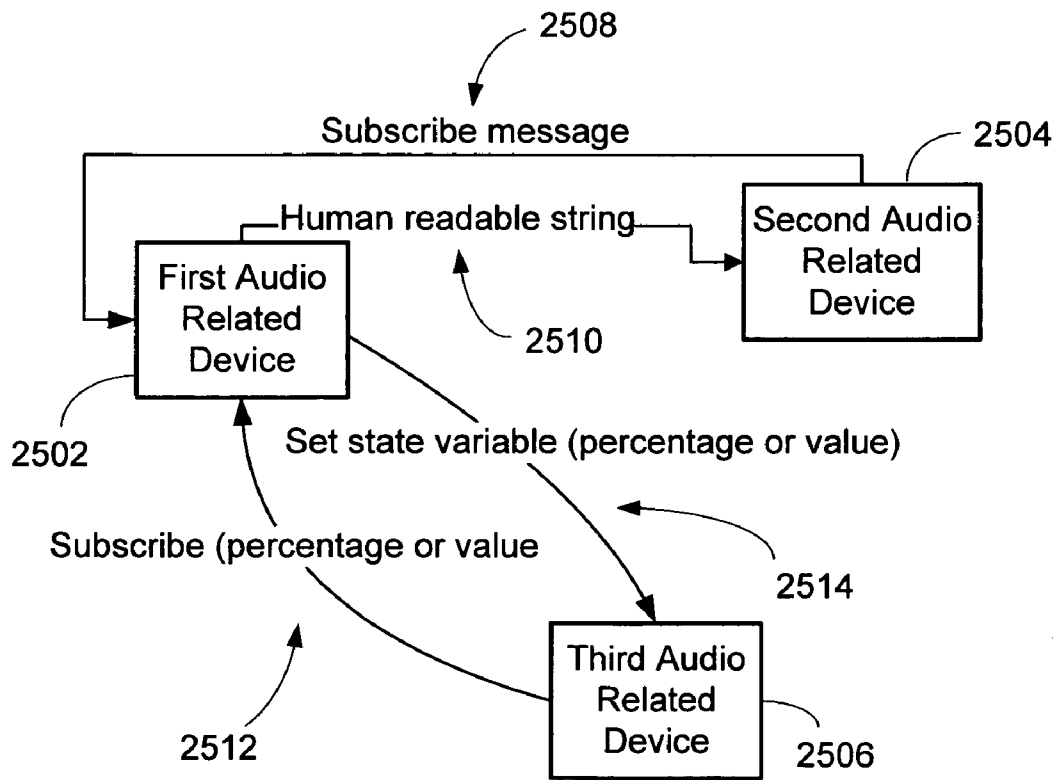 2508
Subscribe message
2504
Human readable string
Second Audio
Related
Device
First Audio
Related
Device
2510
2502
Set state variable (percentage or value)
Subscribe (percentage or value
2514
Third Audio
Related
Device
2512
2506